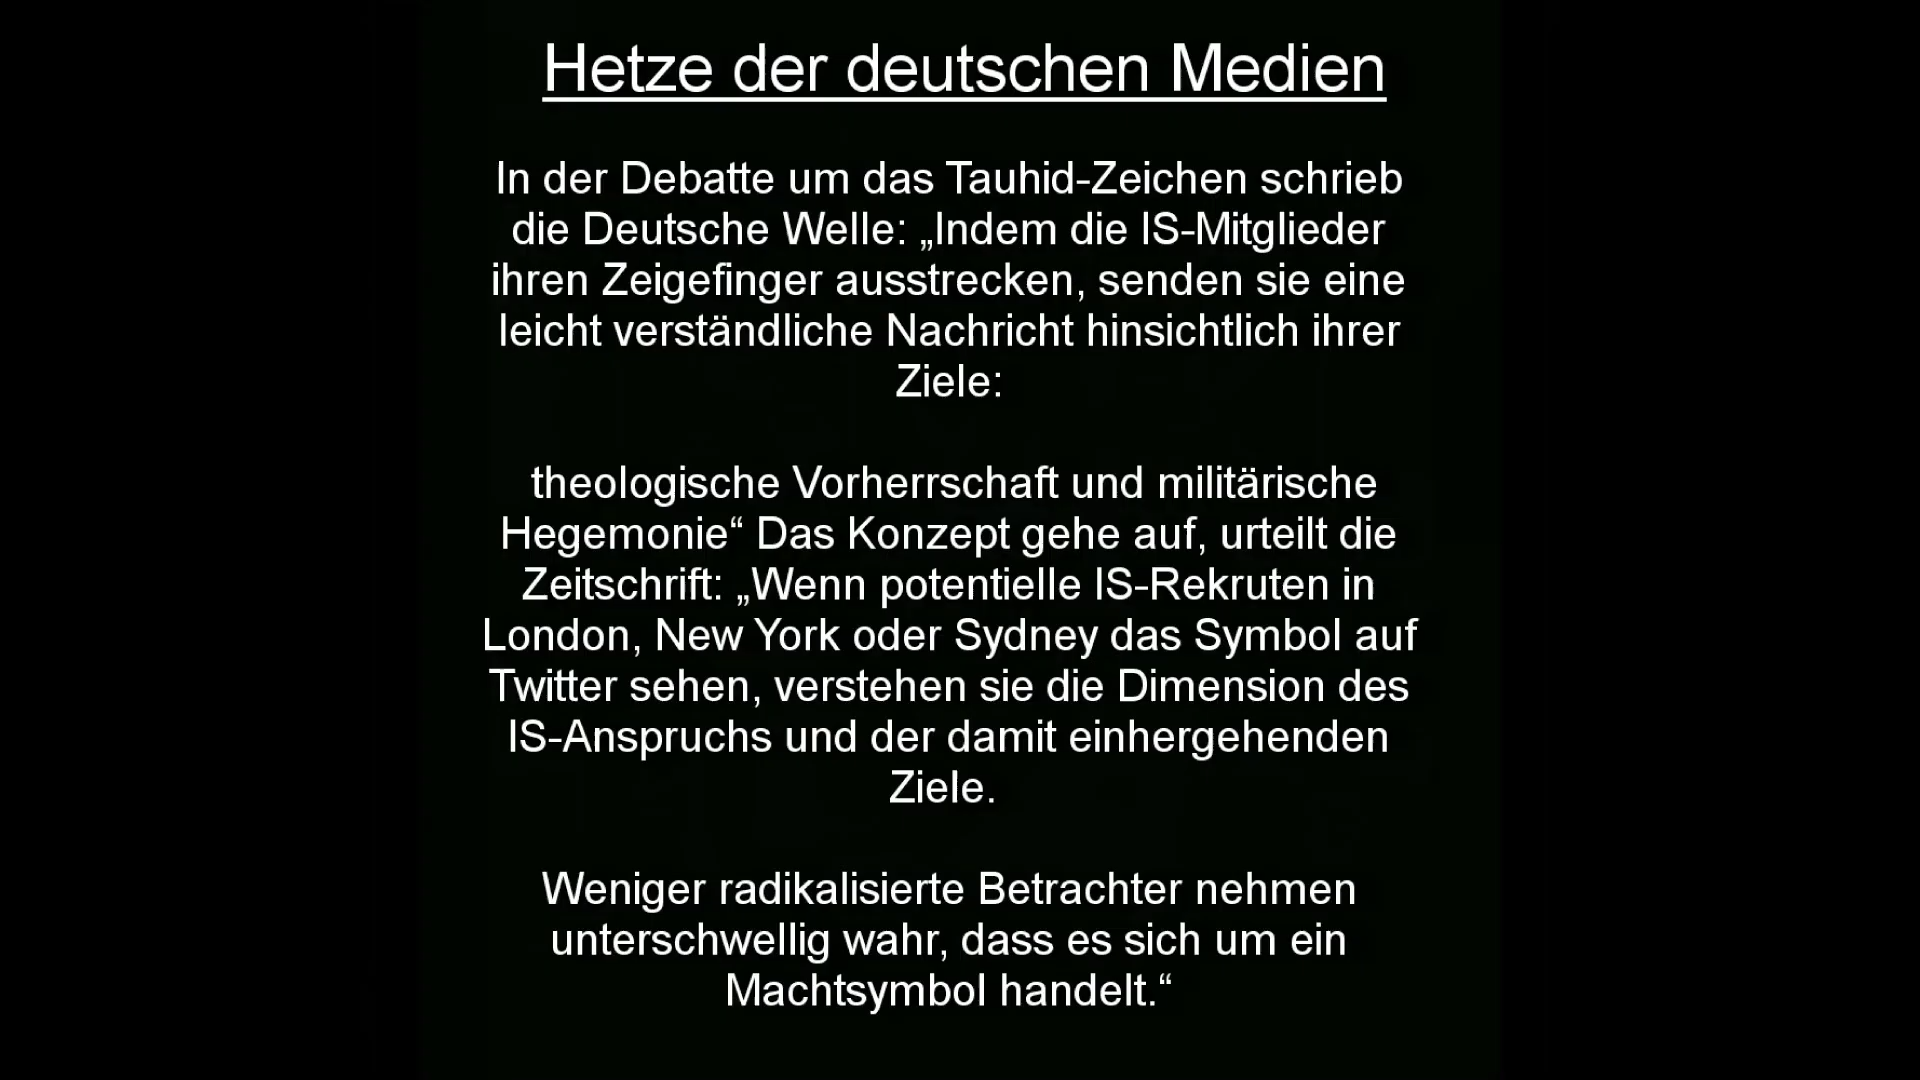 Hetze der deutschen Medien
In der Debatte um das Tauhid-Zeichen schrieb
die Deutsche Welle: „Indem die IS-Mitglieder
ihren Zeigefinger ausstrecken, senden sie eine
leicht verständliche Nachricht hinsichtlich ihrer
Ziele:
theologische Vorherrschaft und militärische
Hegemonie“ Das Konzept gehe auf, urteilt die
Zeitschrift: „Wenn potentielle IS-Rekruten in
London, New York oder Sydney das Symbol auf
Twitter sehen, verstehen sie die Dimension des
IS-Anspruchs und der damit einhergehenden
Ziele.
Weniger radikalisierte Betrachter nehmen
unterschwellig wahr, dass es sich um ein
Machtsymbol handelt.“